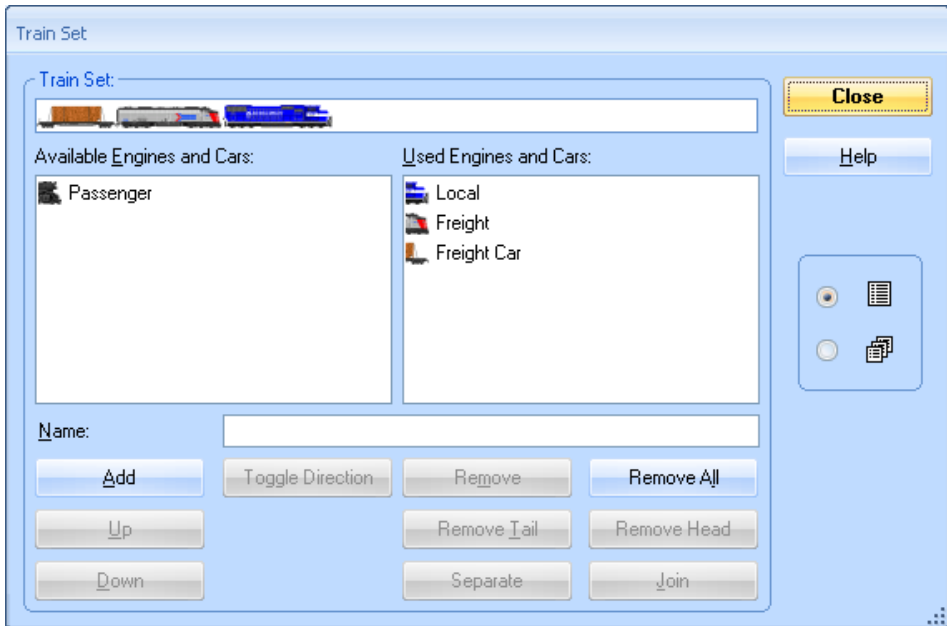 Train Set
Train Set:
Close
Help
Available Engines and Cars:
Used Engines and Cars:
Passenger
Local
Freight
Freight Car
Name:
Add
Toggle Direction
Remove
Remove All
Up
Remove Tail
Remove Head
Down
Separate
Join